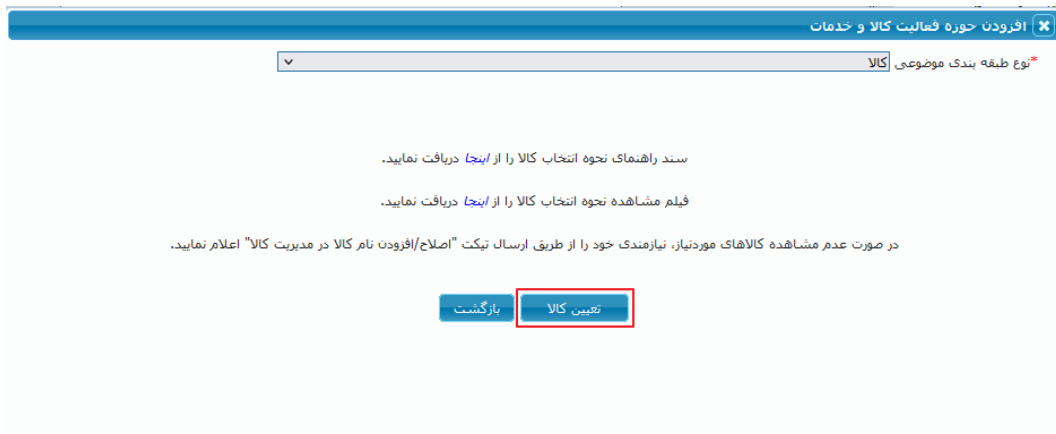 افزودن حوزه فعالیت کالا و خدمات
*نوع طبقه بندی موضوعی کالا
سند راهنمای نحوه انتخاب کالا را از اینجا دریافت نمایید.
فیلم مشاهده نحوه انتخاب کالا را از اینجا دریافت نمایید.
در صورت عدم مشاهده کالاهای موردنیاز، نیازمندی خود را از طریق ارسال تیکت "اصلاح/افزودن نام کالا در مدیریت کالا" اعلام نمایید.
تعیین کالا بازگشت